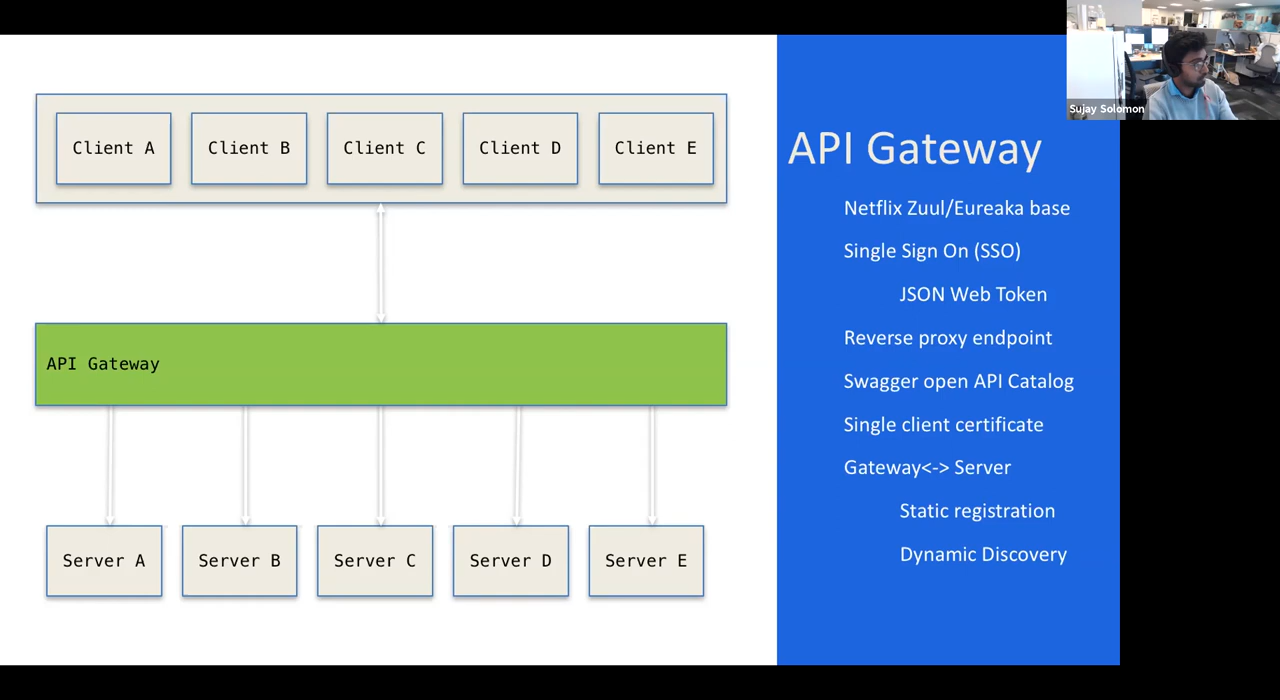 Client A
Client B
Client C
Client D
Client E
API Gateway
Server A
Server B
Server C
Server D
Server E
API Gateway
Netflix Zuul/Eureaka base
Single Sign On (SSO)
JSON Web Token
Reverse proxy endpoint
Swagger open API Catalog
Single client certificate
Gateway<-> Server
Static registration
Dynamic Discovery
Sujay Solomon